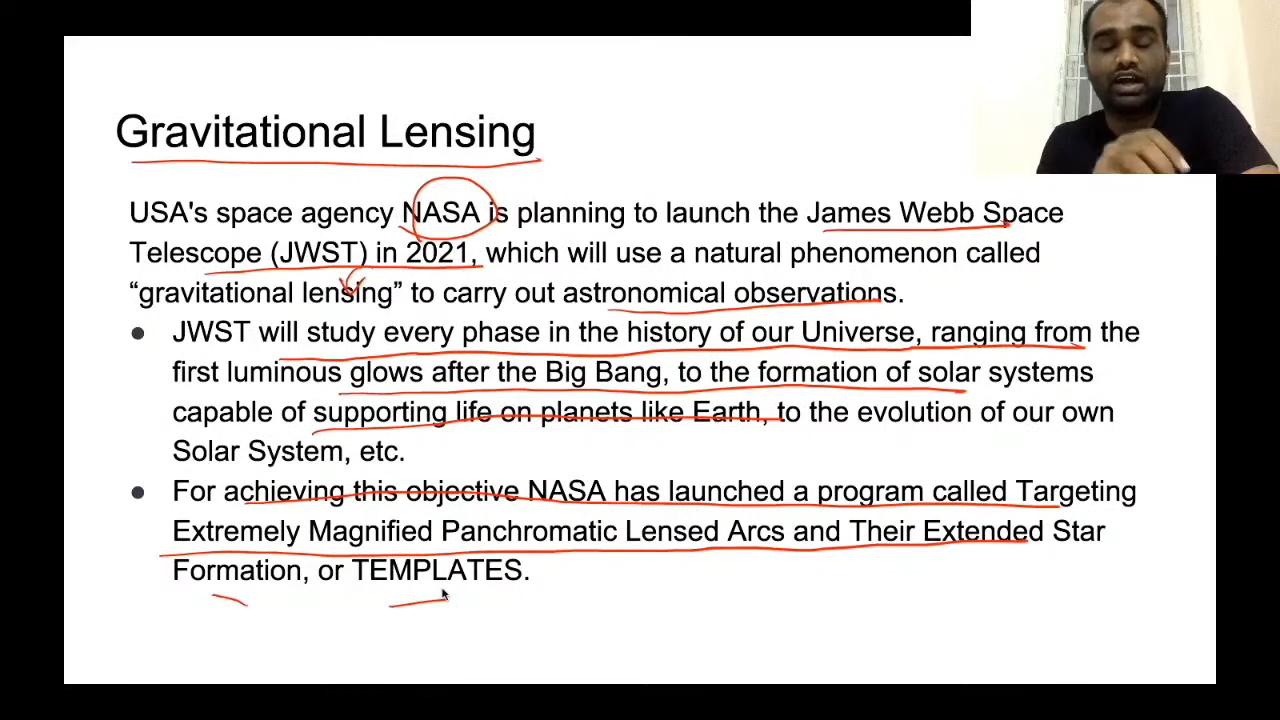 Gravitational Lensing
USA's space agency NASA is planning to launch the James Webb Space
Telescope (JWST) in 2021, which will use a natural phenomenon called
“gravitational lensing” to carry out astronomical observations.
● JWST will study every phase in the history of our Universe, ranging from the
first luminous glows after the Big Bang, to the formation of solar systems
capable of supporting life on planets like Earth, to the evolution of our own
Solar System, etc.
● For achieving this objective NASA has launched a program called Targeting
Extremely Magnified Panchromatic Lensed Arcs and Their Extended Star
Formation, or TEMPLATES.